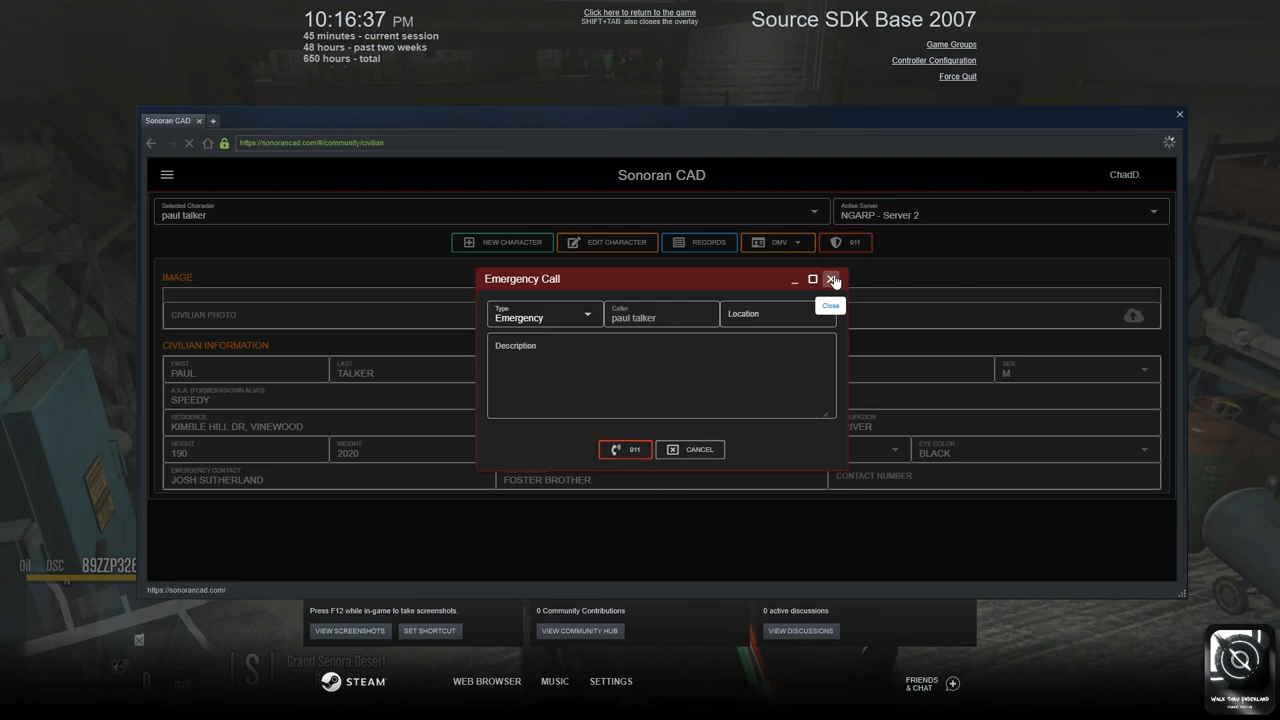 10:16:37 PM
45 minutes - current session
48 hours - past two weeks
650 hours - total
Click here to return to the game
SHIFT+TAB also closes the overlay
Source SDK Base 2007
Game Groups
Controller Configuration
Force Quit
Sonoran CAD
https://sonorancad.com/#/community/civilian
Sonoran CAD
ChadD.
Selected Character
paul talker
Active Server
NGARP - Server 2
NEW CHARACTER
EDIT CHARACTER
RECORDS
DMV
911
IMAGE
CIVILIAN PHOTO
Emergency Call
Close
Type
Emergency
Caller
paul talker
Location
Description
911
CANCEL
CIVILIAN INFORMATION
FIRST
PAUL
LAST
TALKER
SEX
M
A.K.A. (FORMER/KNOWN ALIAS)
SPEEDY
RESIDENCE
KIMBLE HILL DR, VINEWOOD
HEIGHT
190
WEIGHT
2020
EYE COLOR
BLACK
EMERGENCY CONTACT
JOSH SUTHERLAND
FOSTER BROTHER
CONTACT NUMBER
https://sonorancad.com/
Oil DSC 89ZZP326
N
Press F12 while in-game to take screenshots.
VIEW SCREENSHOTS
SET SHORTCUT
0 Community Contributions
VIEW COMMUNITY HUB
0 active discussions
VIEW DISCUSSIONS
0 mph
S
Grand Senora Desert
STEAM
WEB BROWSER
MUSIC
SETTINGS
FRIENDS
& CHAT
WALK THRU UNDERLAND